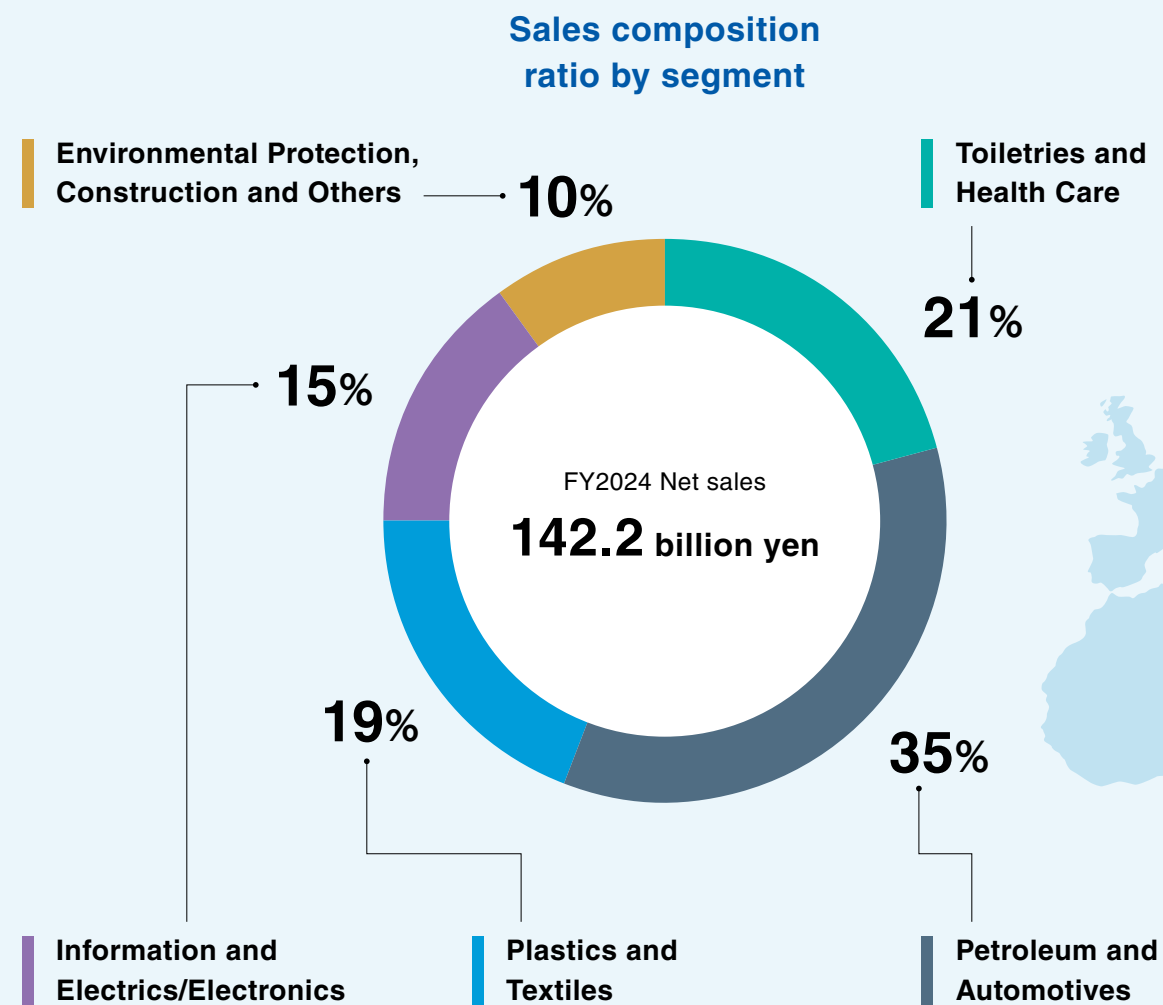 Sales composition
ratio by segment
Environmental Protection,
Construction and Others
10%
Toiletries and
Health Care
21%
15%
FY2024 Net sales
142.2 billion yen
19%
35%
Information and
Electrics/Electronics
Plastics and
Textiles
Petroleum and
Automotives